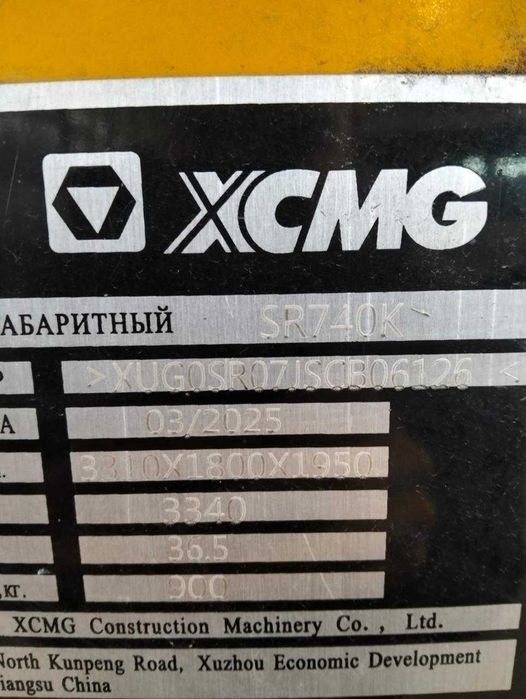 XCMG
АБАРИТНЫЙ SR740K
>XUG0SR07JSCB06126<
А 03/2025
3310X1800X1950
3340
36.5
,кг. 900
XCMG Construction Machinery Co., Ltd.
North Kunpeng Road, Xuzhou Economic Development
iangsu China